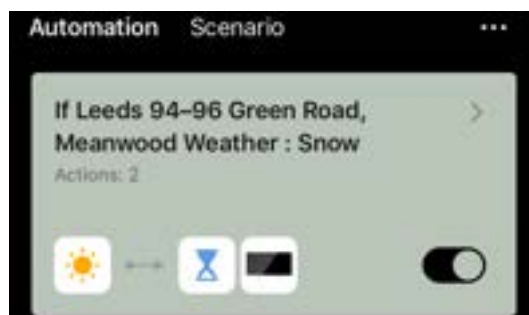 Automation Scenario
If Leeds 94–96 Green Road,
Meanwood Weather : Snow
Actions: 2